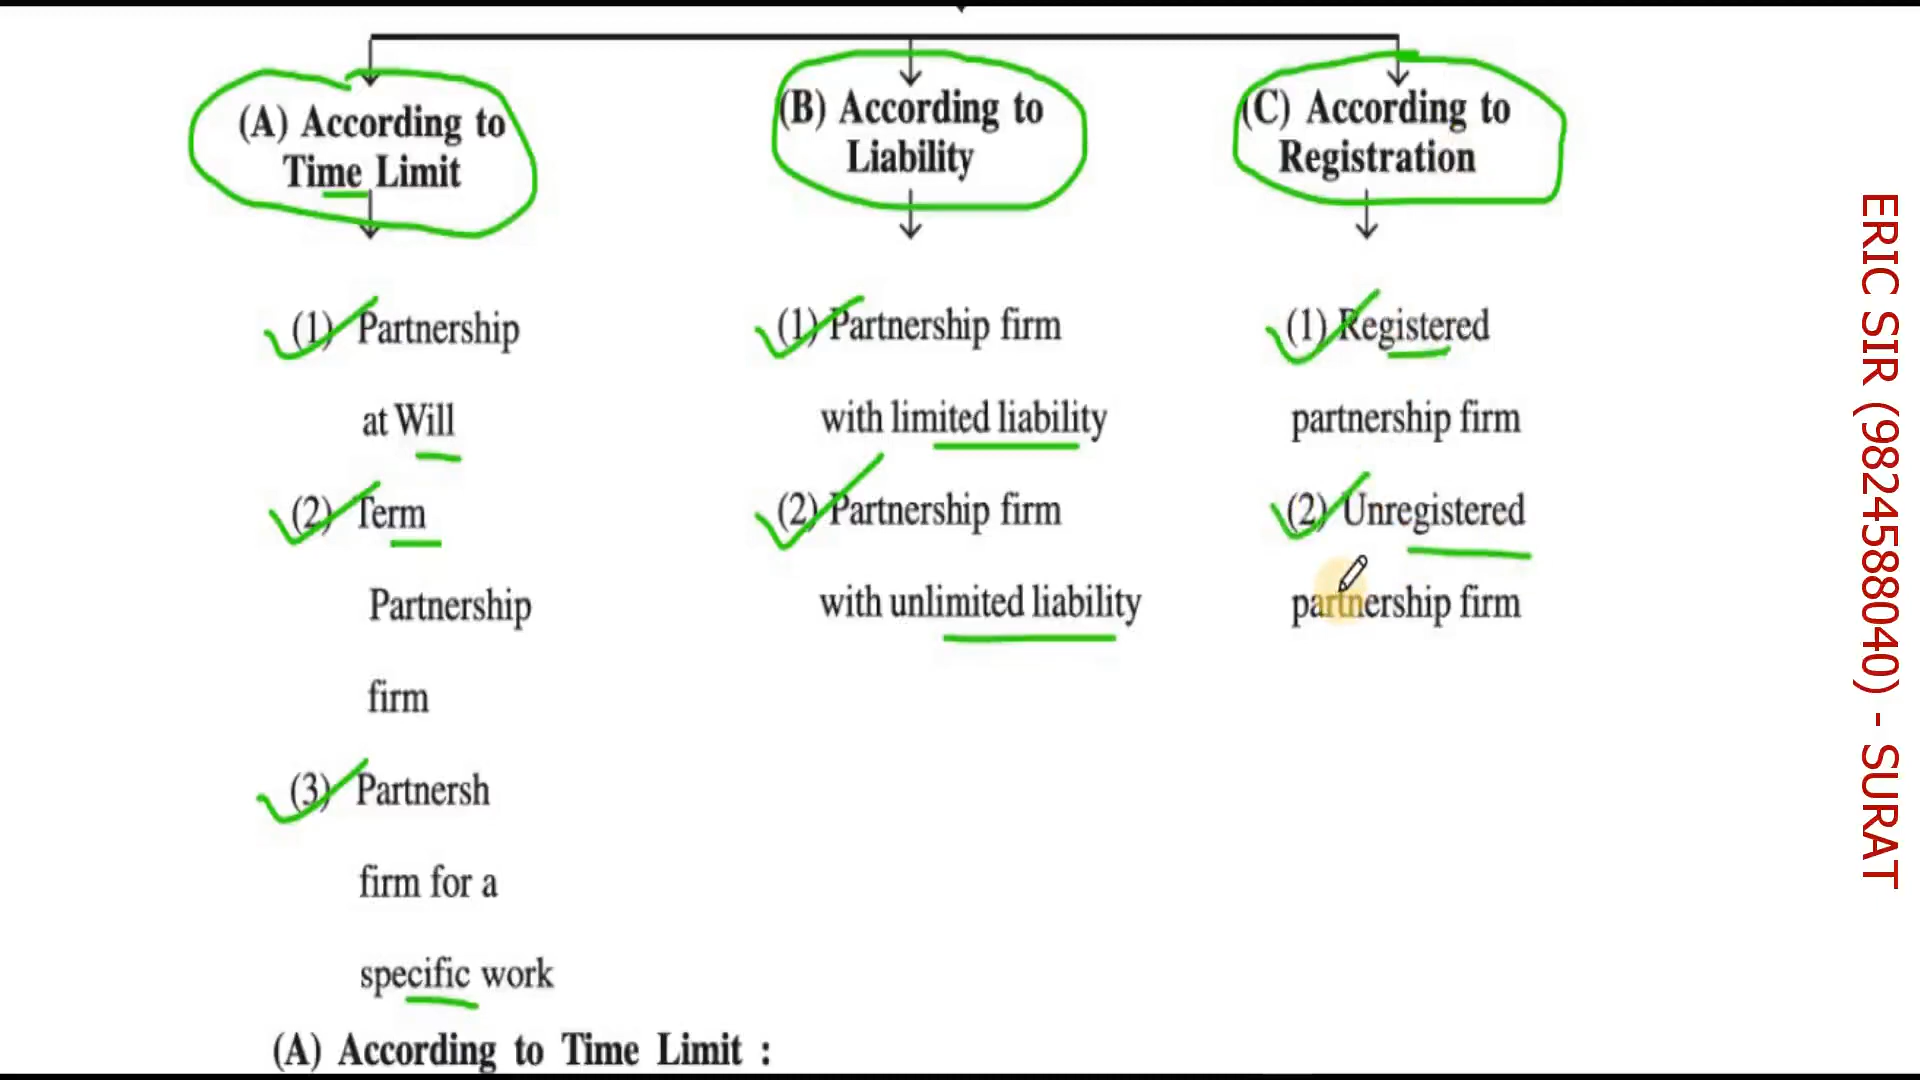 (A) According to
Time Limit
(1) Partnership
at Will
(2) Term
Partnership
firm
(3) Partnersh
firm for a
specific work
(B) According to
Liability
(1) Partnership firm
with limited liability
(2) Partnership firm
with unlimited liability
(C) According to
Registration
(1) Registered
partnership firm
(2) Unregistered
partnership firm
(A) According to Time Limit :
ERIC SIR (9824588040) - SURAT